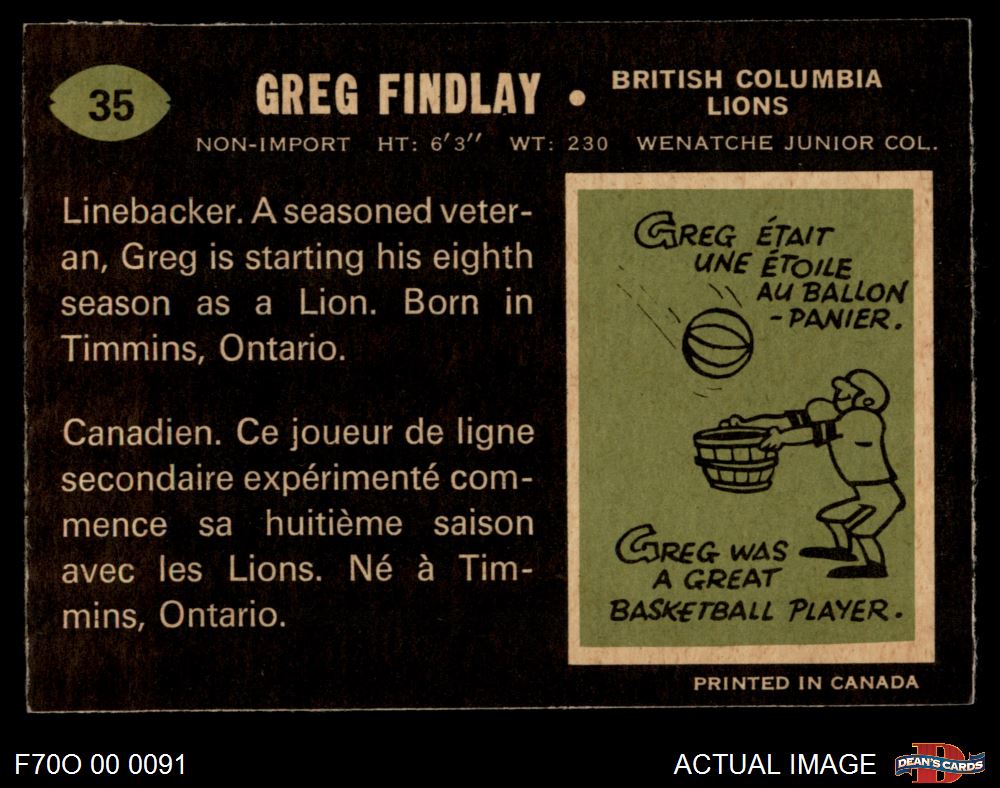 35
GREG FINDLAY • BRITISH COLUMBIA
LIONS
NON-IMPORT HT: 6'3" WT: 230 WENATCHE JUNIOR COL.
Linebacker. A seasoned veter-
an, Greg is starting his eighth
season as a Lion. Born in
Timmins, Ontario.
Canadien. Ce joueur de ligne
secondaire expérimenté com-
mence sa huitième saison
avec les Lions. Né à Tim-
mins, Ontario.
GREG ÉTAIT
UNE ÉTOILE
AU BALLON
-PANIER.
GREG WAS
A GREAT
BASKETBALL PLAYER.
PRINTED IN CANADA
F70O 00 0091
ACTUAL IMAGE
D
DEAN'S CARDS